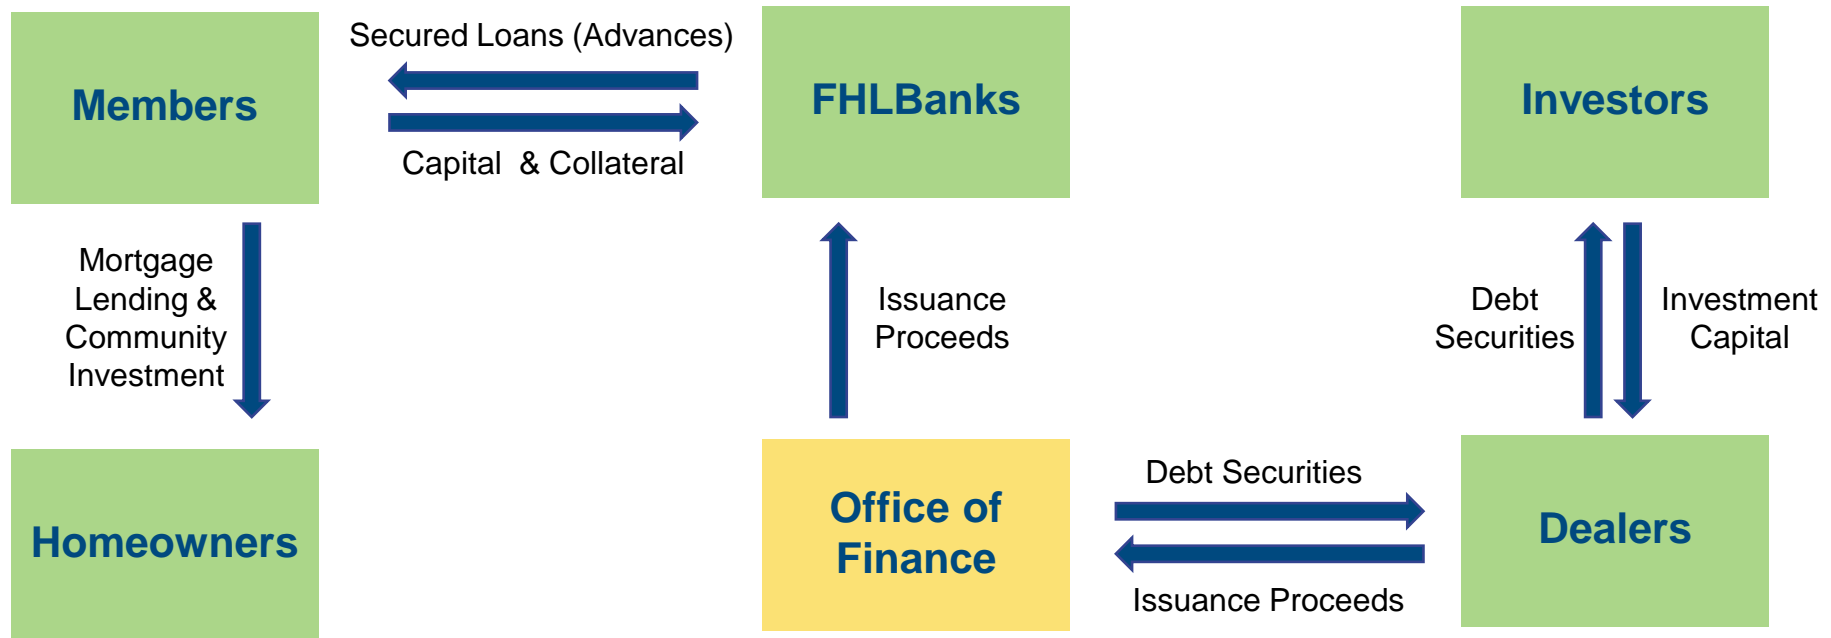 Members
Secured Loans (Advances)
Capital & Collateral
FHLBanks
Investors
Mortgage
Lending &
Community
Investment
Issuance
Proceeds
Debt
Securities
Investment
Capital
Homeowners
Office of
Finance
Debt Securities
Issuance Proceeds
Dealers